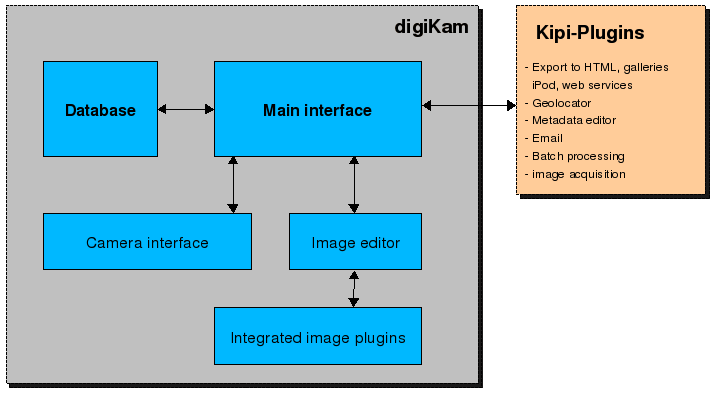 digiKam
Database
Main interface
Camera interface
Image editor
Integrated image plugins
Kipi-Plugins
- Export to HTML, galleries
iPod, web services
- Geolocator
- Metadata editor
- Email
- Batch processing
- image acquisition